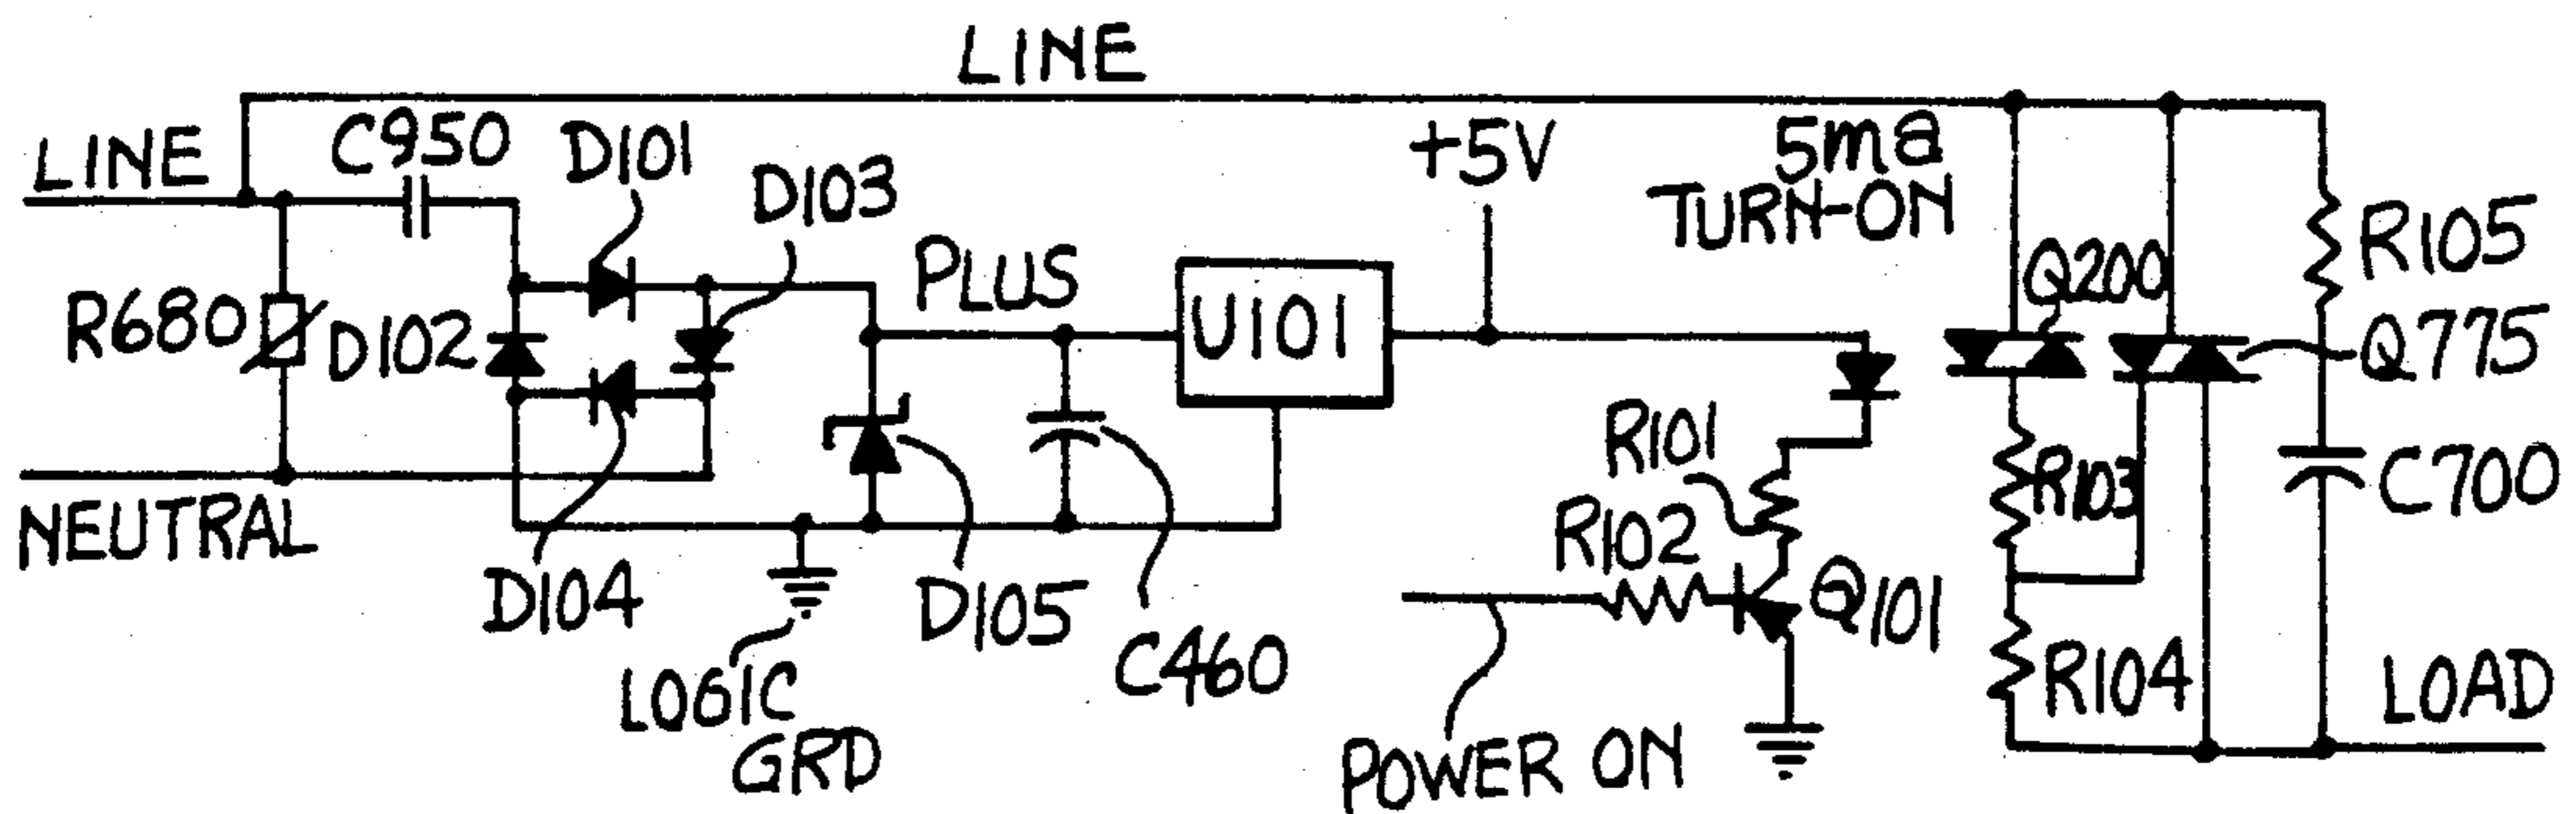 LINE
LINE
C950
D101
D103
+5V
5ma
TURN-ON
R680
D102
PLUS
U101
Q200
R105
Q775
R101
R102
R103
C700
NEUTRAL
D104
D105
C460
Q101
R104
LOGIC
GRD
POWER ON
LOAD